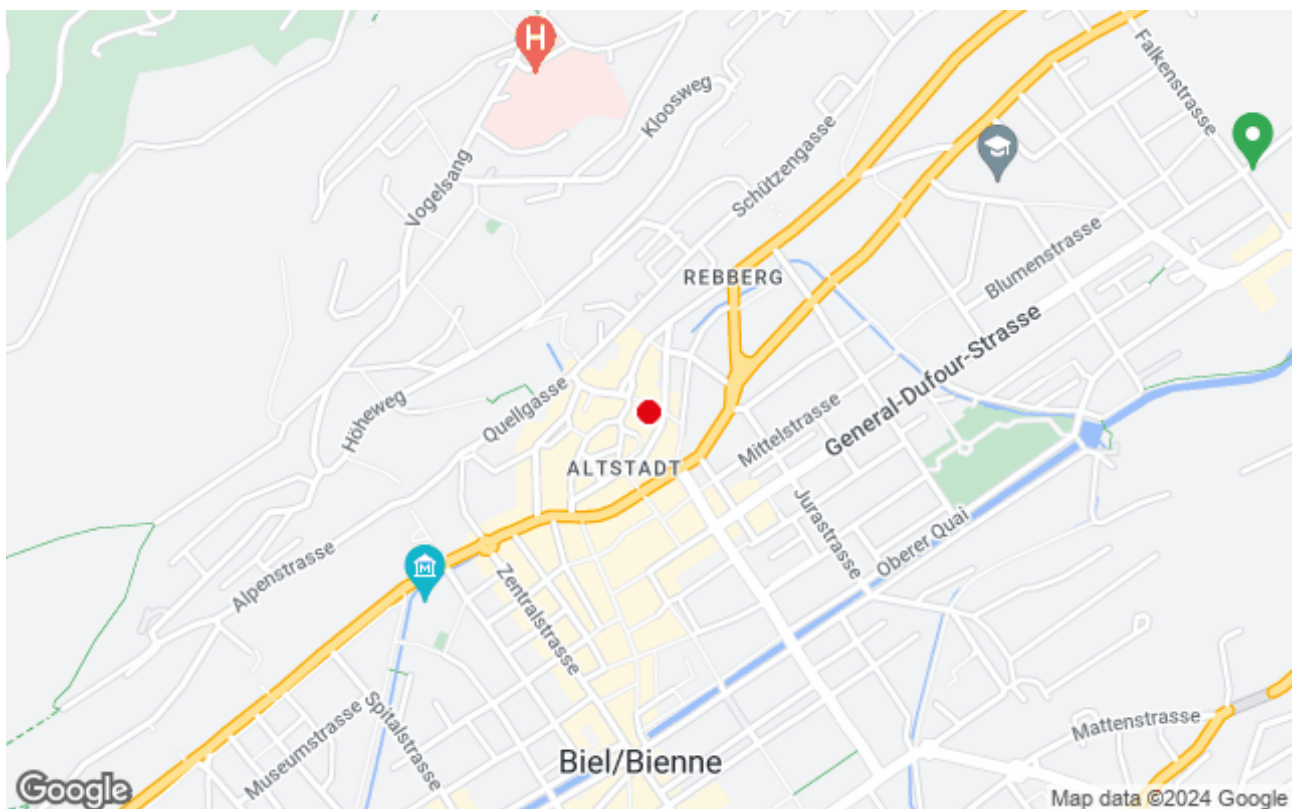 H
Falkenstrasse
Kloosweg
Vogelsang
Schützengasse
REBBERG
Blumenstrasse
General-Dufour-Strasse
Höheweg
Quellgasse
Mittelstrasse
ALTSTADT
Jurastrasse
Oberer Quai
Alpenstrasse
M
Zentralstrasse
Museumstrasse
Spitalstrasse
Mattenstrasse
Biel/Bienne
Google
Map data ©2024 Google